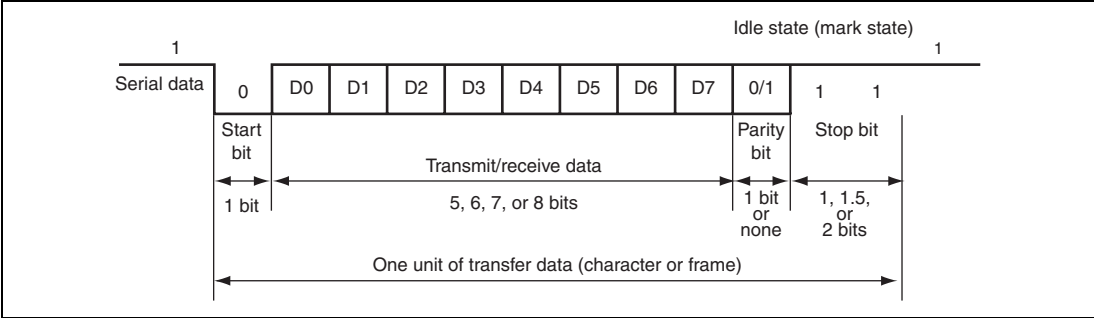 Idle state (mark state)
1
1
Serial data
0
D0
D1
D2
D3
D4
D5
D6
D7
0/1
1
1
Start
bit
Parity
bit
Stop bit
Transmit/receive data
1 bit
5, 6, 7, or 8 bits
1 bit
or
none
1, 1.5,
or
2 bits
One unit of transfer data (character or frame)